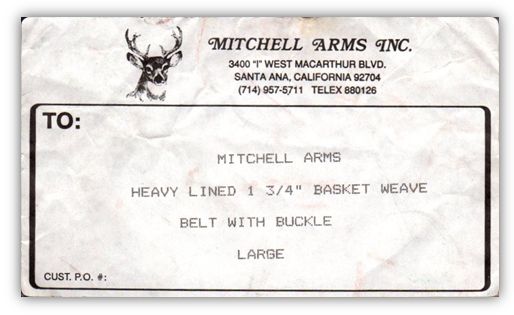 MITCHELL ARMS INC.
3400 "I" WEST MACARTHUR BLVD.
SANTA ANA, CALIFORNIA 92704
(714) 957-5711 TELEX 880126
TO:
MITCHELL ARMS
HEAVY LINED 1 3/4" BASKET WEAVE
BELT WITH BUCKLE
LARGE
CUST. P.O. #: